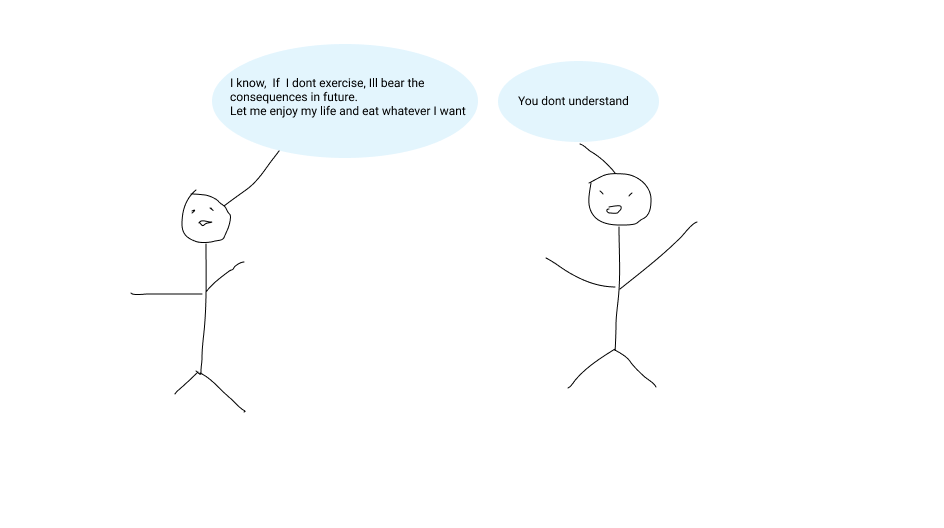 I know,  If  I dont exercise, Ill bear the
consequences in future.
Let me enjoy my life and eat whatever I want
You dont understand